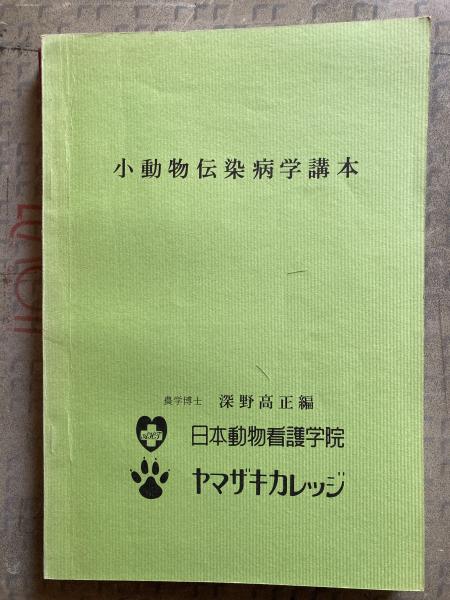 小動物伝染病学講本
農学博士 深野高正編
日本動物看護学院
ヤマザキカレッジ